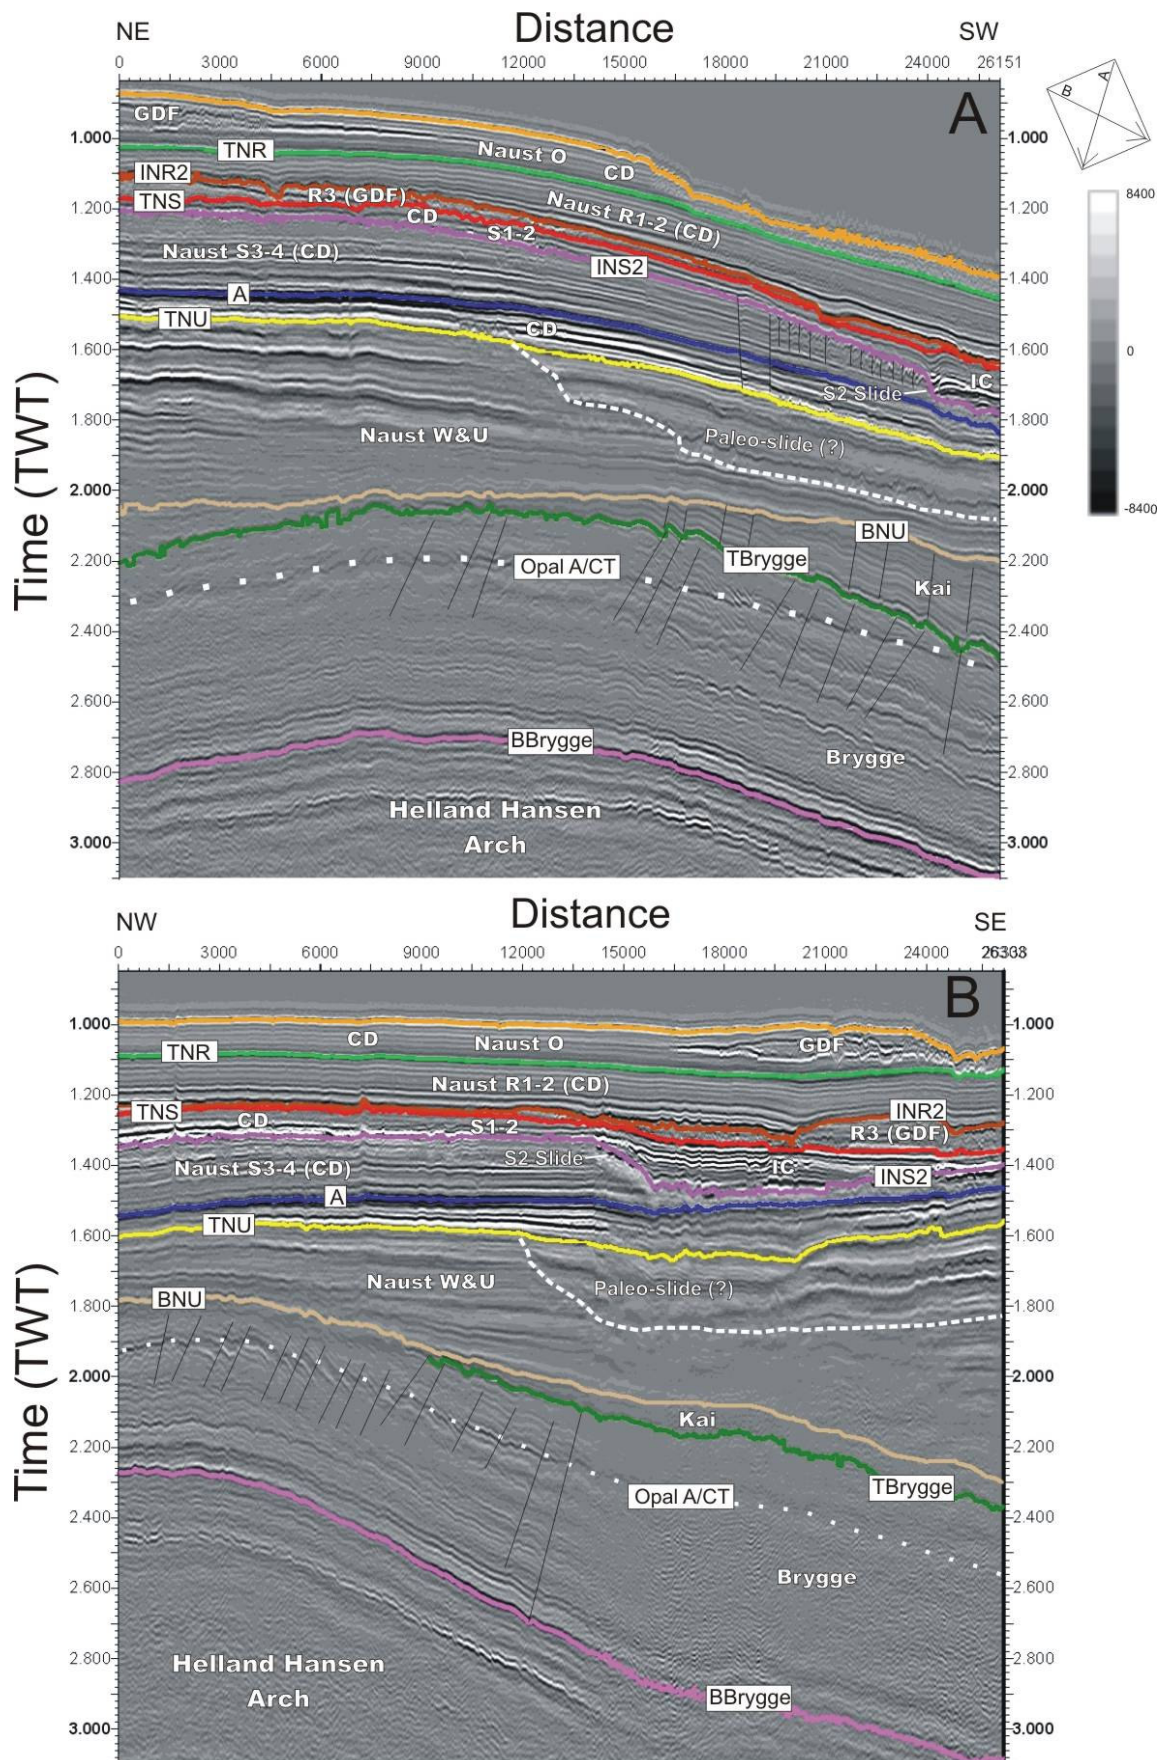 Distance
NE
SW
0 3000 6000 9000 12000 15000 18000 21000 24000 26151
A
A
B
8400
0
-8400
Time (TWT)
1.000
1.200
1.400
1.600
1.800
2.000
2.200
2.400
2.600
2.800
3.000
1.000
1.200
1.400
1.600
1.800
2.000
2.200
2.400
2.600
2.800
3.000
GDF
TNR
Naust O
CD
INR2
R3 (GDF)
Naust R1-2 (CD)
TNS
CD
S1-2
Naust S3-4 (CD)
INS2
A
TNU
CD
IC
S2 Slide
Naust W&U
Paleo-slide (?)
BNU
Opal A/CT
TBrygge
Kai
BBrygge
Brygge
Helland Hansen
Arch
Distance
NW
SE
0 3000 6000 9000 12000 15000 18000 21000 24000
B
Time (TWT)
1.000
1.200
1.400
1.600
1.800
2.000
2.200
2.400
2.600
2.800
3.000
1.000
1.200
1.400
1.600
1.800
2.000
2.200
2.400
2.600
2.800
3.000
CD
Naust O
GDF
TNR
Naust R1-2 (CD)
TNS
INR2
CD
S1-2
R3 (GDF)
S2 Slide
Naust S3-4 (CD)
IC
INS2
A
TNU
Naust W&U
Paleo-slide (?)
BNU
Kai
TBrygge
Opal A/CT
Brygge
Helland Hansen
Arch
BBrygge